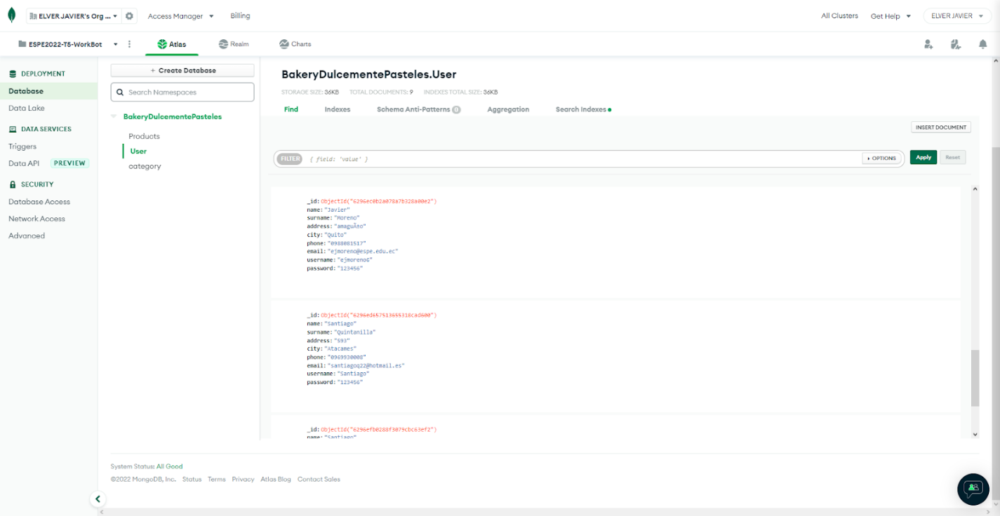 ELVER JAVIER's Org ...
Access Manager
Billing
All Clusters
Get Help
ELVER JAVIER
ESPE2022-T5-WorkBot
Atlas
Realm
Charts
DEPLOYMENT
Database
Data Lake
DATA SERVICES
Triggers
Data API PREVIEW
SECURITY
Database Access
Network Access
Advanced
+ Create Database
Search Namespaces
BakeryDulcementePasteles
Products
User
category
BakeryDulcementePasteles.User
STORAGE SIZE: 36KB TOTAL DOCUMENTS: 9 INDEXES TOTAL SIZE: 36KB
Find Indexes Schema Anti-Patterns 0 Aggregation Search Indexes
INSERT DOCUMENT
FILTER { field: 'value' } OPTIONS Apply Reset
_id: ObjectId("6296ec0b2a078a7b328a00e2")
name: "Javier"
surname: "Moreno"
address: "amaguÃ±o"
city: "Quito"
phone: "0988081517"
email: "ejmoreno@espe.edu.ec"
username: "ejmoreno6"
password: "123456"
_id: ObjectId("6296ed657513655318cad600")
name: "Santiago"
surname: "Quintanilla"
address: "593"
city: "Atacames"
phone: "0969930008"
email: "santiagoq22@hotmail.es"
username: "Santiago"
password: "123456"
_id: ObjectId("6296efb0288f3079cbc63ef2")
name: "Santiago"
System Status: All Good
©2022 MongoDB, Inc. Status Terms Privacy Atlas Blog Contact Sales